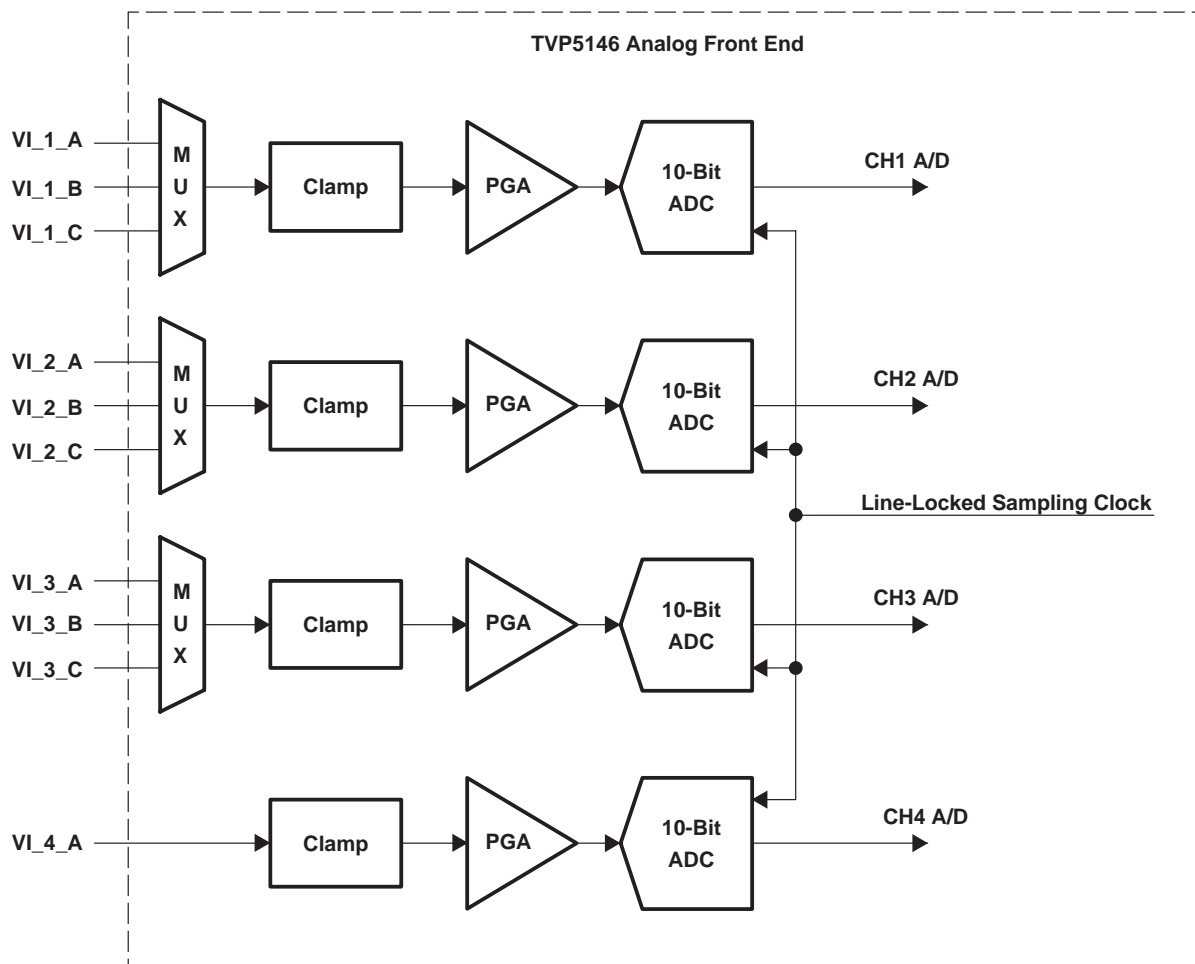 TVP5146 Analog Front End
VI_1_A
VI_1_B
VI_1_C
M
U
X
Clamp
PGA
10-Bit
ADC
CH1 A/D
VI_2_A
VI_2_B
VI_2_C
M
U
X
Clamp
PGA
10-Bit
ADC
CH2 A/D
Line-Locked Sampling Clock
VI_3_A
VI_3_B
VI_3_C
M
U
X
Clamp
PGA
10-Bit
ADC
CH3 A/D
VI_4_A
Clamp
PGA
10-Bit
ADC
CH4 A/D